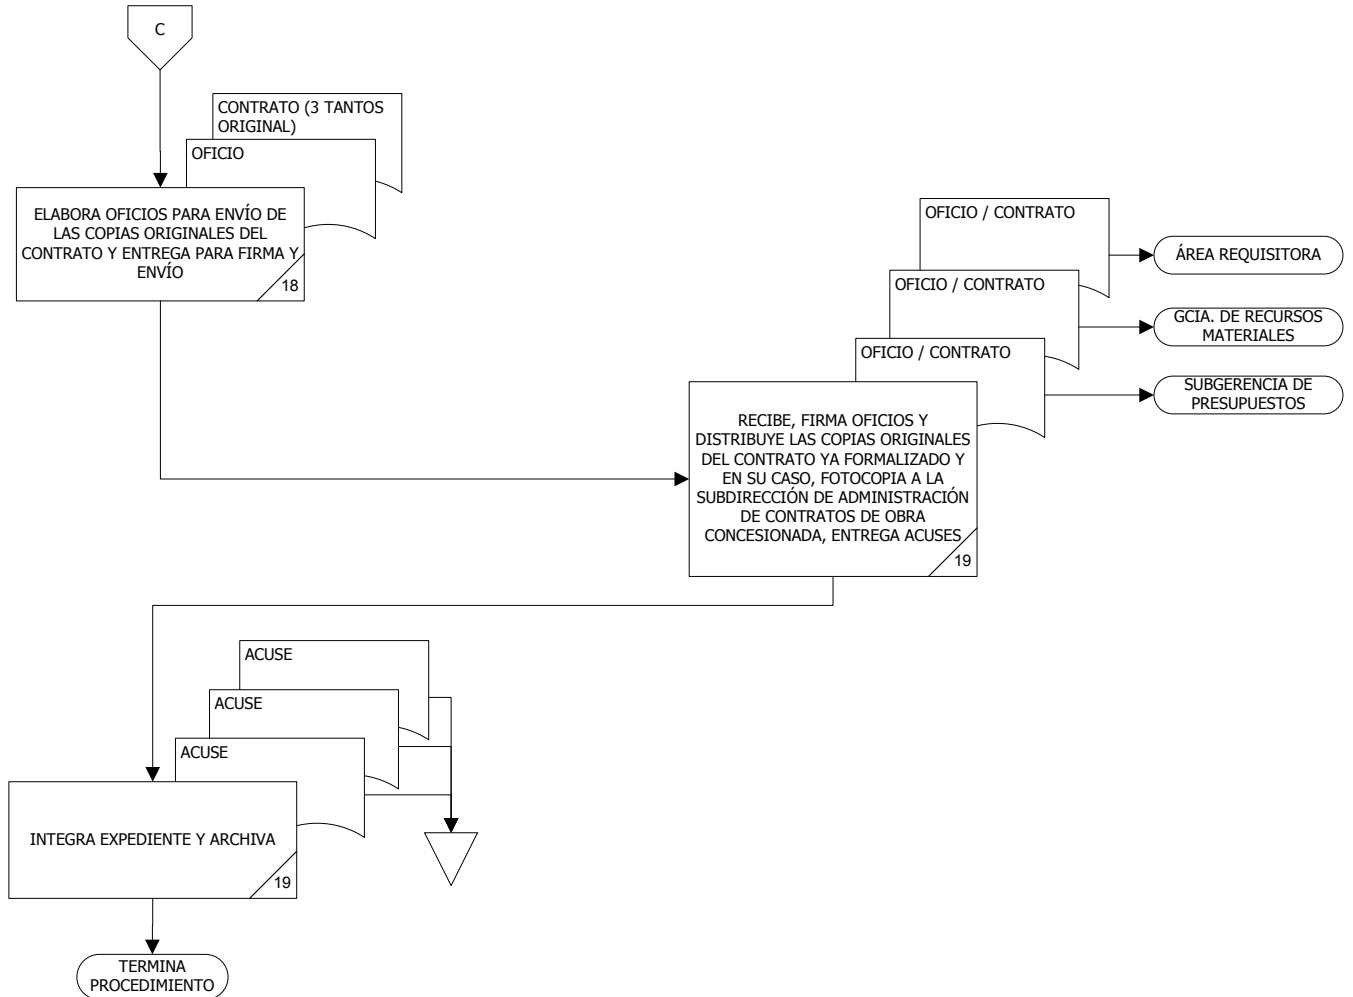 C
CONTRATO (3 TANTOS
ORIGINAL)
OFICIO
ELABORA OFICIOS PARA ENVÍO DE
LAS COPIAS ORIGINALES DEL
CONTRATO Y ENTREGA PARA FIRMA Y
ENVÍO
18
OFICIO / CONTRATO
ÁREA REQUISITORA
OFICIO / CONTRATO
GCIA. DE RECURSOS
MATERIALES
OFICIO / CONTRATO
SUBGERENCIA DE
PRESUPUESTOS
RECIBE, FIRMA OFICIOS Y
DISTRIBUYE LAS COPIAS ORIGINALES
DEL CONTRATO YA FORMALIZADO Y
EN SU CASO, FOTOCOPIA A LA
SUBDIRECCIÓN DE ADMINISTRACIÓN
DE CONTRATOS DE OBRA
CONCESIONADA, ENTREGA ACUSES
19
ACUSE
ACUSE
ACUSE
INTEGRA EXPEDIENTE Y ARCHIVA
19
TERMINA
PROCEDIMIENTO